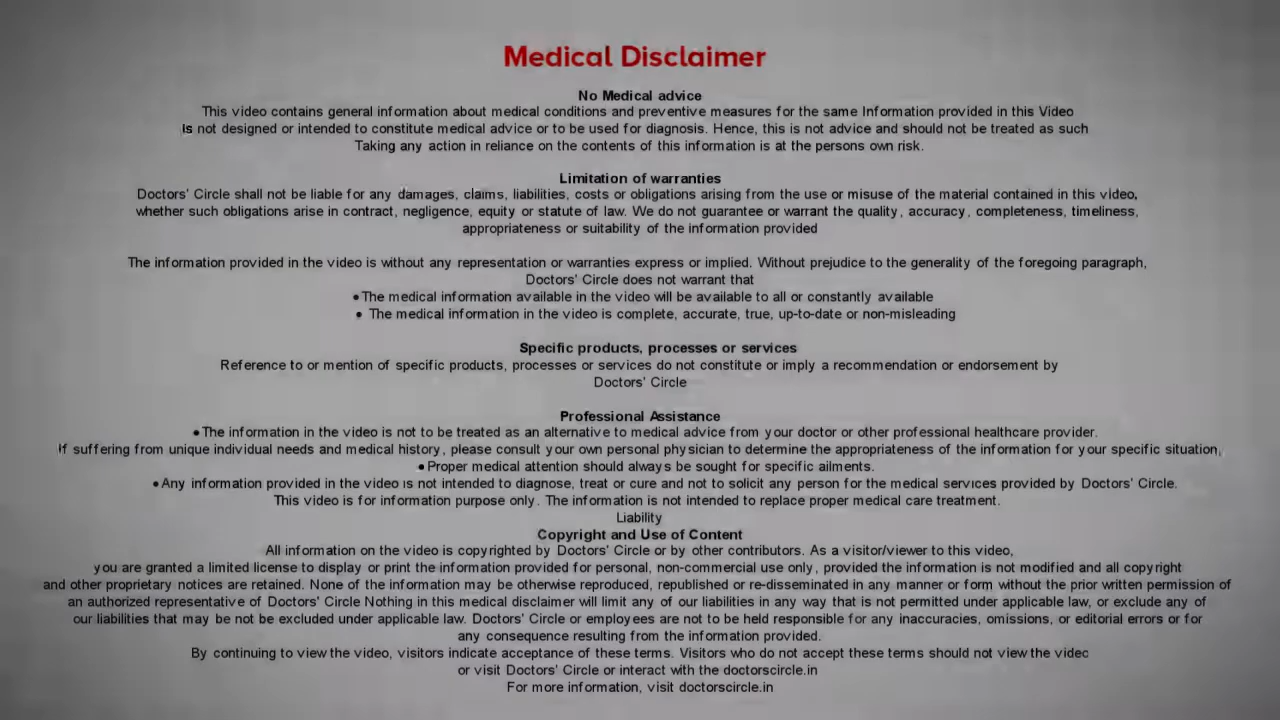 Medical Disclaimer
No Medical advice
This video contains general information about medical conditions and preventive measures for the same Information provided in this Video
is not designed or intended to constitute medical advice or to be used for diagnosis. Hence, this is not advice and should not be treated as such
Taking any action in reliance on the contents of this information is at the persons own risk.
Limitation of warranties
Doctors' Circle shall not be liable for any damages, claims, liabilities, costs or obligations arising from the use or misuse of the material contained in this video,
whether such obligations arise in contract, negligence, equity or statute of law. We do not guarantee or warrant the quality, accuracy, completeness, timeliness,
appropriateness or suitability of the information provided
The information provided in the video is without any representation or warranties express or implied. Without prejudice to the generality of the foregoing paragraph,
Doctors' Circle does not warrant that
• The medical information available in the video will be available to all or constantly available
• The medical information in the video is complete, accurate, true, up-to-date or non-misleading
Specific products, processes or services
Reference to or mention of specific products, processes or services do not constitute or imply a recommendation or endorsement by
Doctors' Circle
Professional Assistance
• The information in the video is not to be treated as an alternative to medical advice from your doctor or other professional healthcare provider.
If suffering from unique individual needs and medical history, please consult your own personal physician to determine the appropriateness of the information for your specific situation,
• Proper medical attention should always be sought for specific ailments.
• Any information provided in the video is not intended to diagnose, treat or cure and not to solicit any person for the medical services provided by Doctors' Circle.
This video is for information purpose only. The information is not intended to replace proper medical care treatment.
Liability
Copyright and Use of Content
All information on the video is copyrighted by Doctors' Circle or by other contributors. As a visitor/viewer to this video,
you are granted a limited license to display or print the information provided for personal, non-commercial use only, provided the information is not modified and all copyright
and other proprietary notices are retained. None of the information may be otherwise reproduced, republished or re-disseminated in any manner or form without the prior written permission of
an authorized representative of Doctors' Circle Nothing in this medical disclaimer will limit any of our liabilities in any way that is not permitted under applicable law, or exclude any of
our liabilities that may be not be excluded under applicable law. Doctors' Circle or employees are not to be held responsible for any inaccuracies, omissions, or editorial errors or for
any consequence resulting from the information provided.
By continuing to view the video, visitors indicate acceptance of these terms. Visitors who do not accept these terms should not view the video
or visit Doctors' Circle or interact with the doctorscircle.in
For more information, visit doctorscircle.in